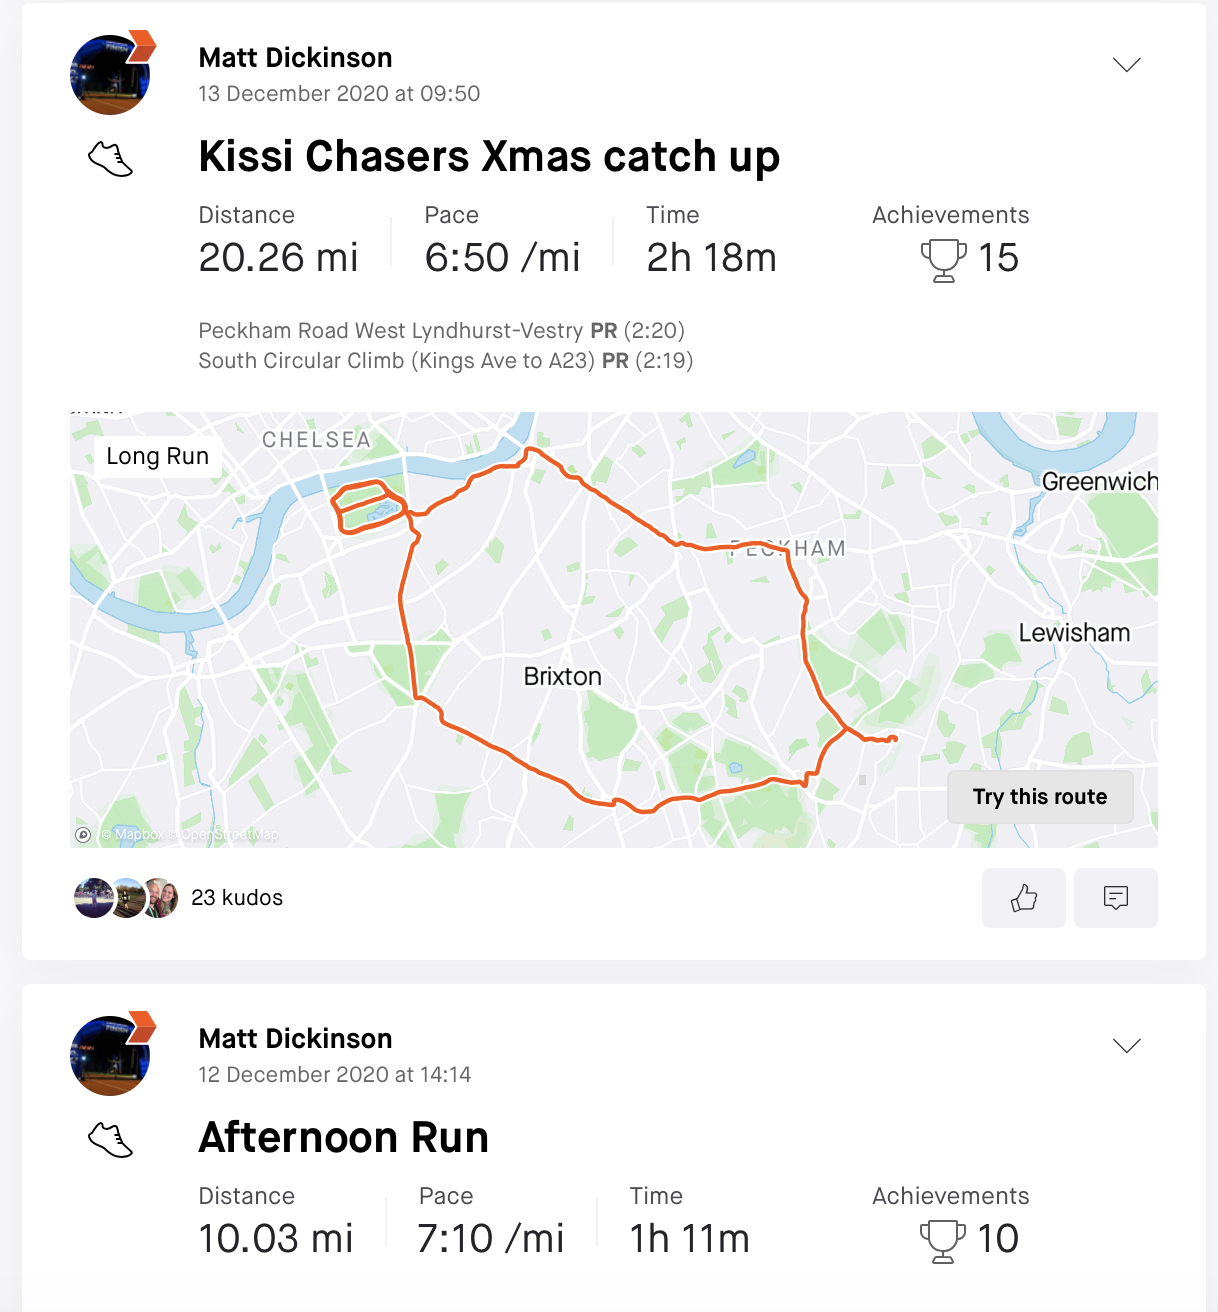 Matt Dickinson
13 December 2020 at 09:50
Kissi Chasers Xmas catch up
Distance Pace Time Achievements
20.26 mi 6:50 /mi 2h 18m 15
Peckham Road West Lyndhurst-Vestry PR (2:20)
South Circular Climb (Kings Ave to A23) PR (2:19)
CHELSEA
Long Run
Greenwich
PECKHAM
Lewisham
Brixton
Try this route
© Mapbox © OpenStreetMap
23 kudos
Matt Dickinson
12 December 2020 at 14:14
Afternoon Run
Distance Pace Time Achievements
10.03 mi 7:10 /mi 1h 11m 10